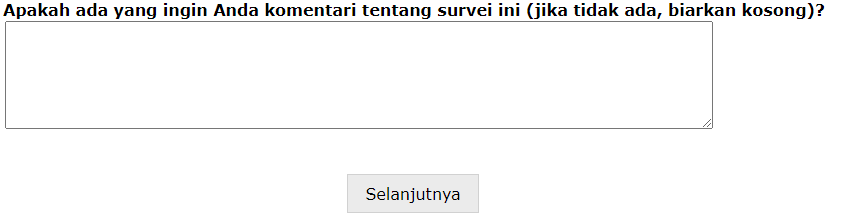 Apakah ada yang ingin Anda komentari tentang survei ini (jika tidak ada, biarkan kosong)?
Selanjutnya